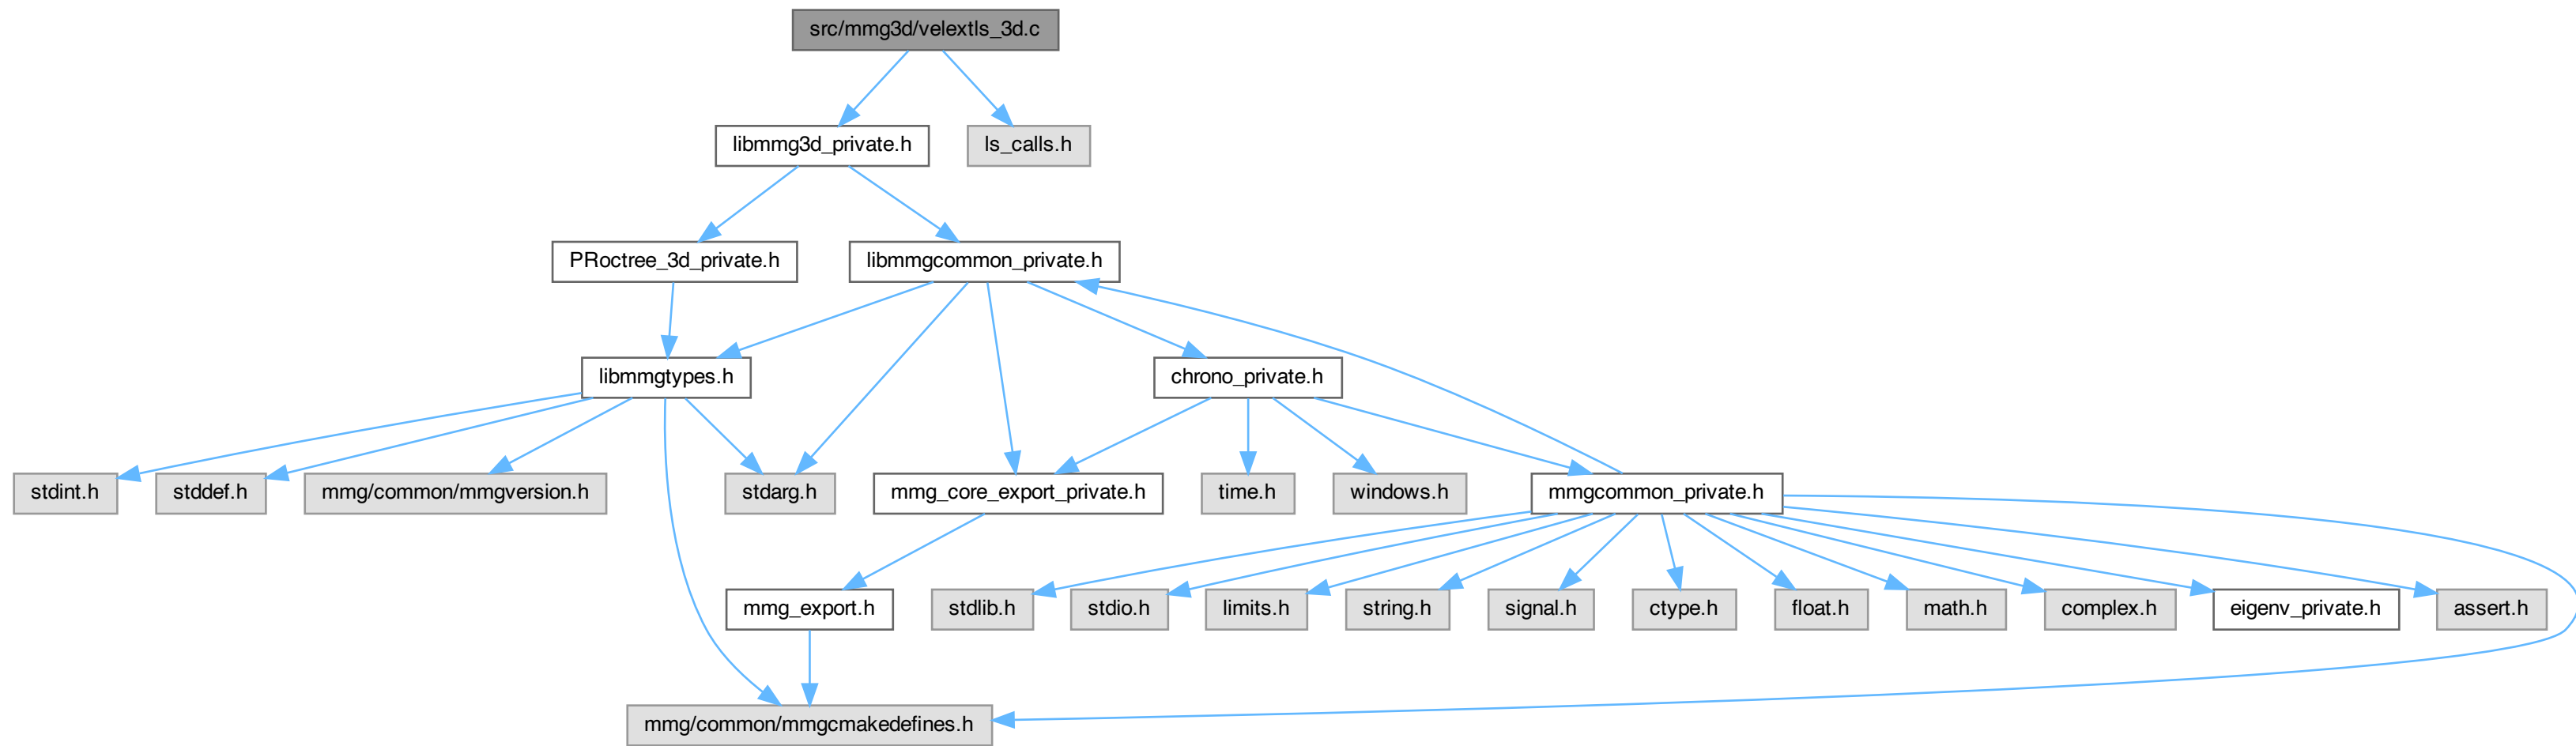 src/mmg3d/velextls_3d.c
libmmg3d_private.h
ls_calls.h
PRoctree_3d_private.h
libmmgcommon_private.h
libmmgtypes.h
chrono_private.h
stdint.h
stddef.h
mmg/common/mmgversion.h
stdarg.h
mmg_core_export_private.h
time.h
windows.h
mmgcommon_private.h
mmg_export.h
stdlib.h
stdio.h
limits.h
string.h
signal.h
ctype.h
float.h
math.h
complex.h
eigenv_private.h
assert.h
mmg/common/mmgcmakedefines.h